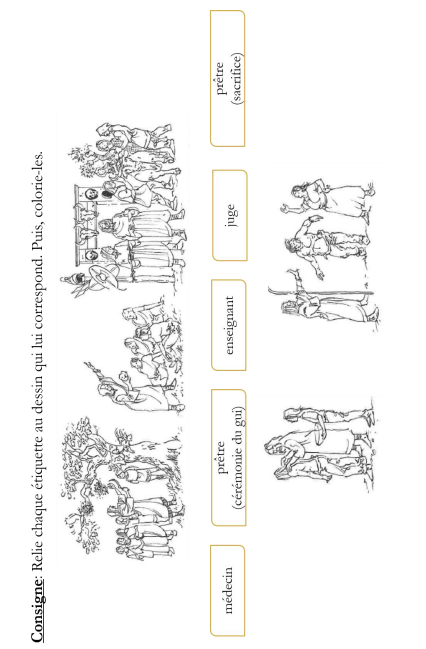 Consigne: Relie chaque étiquette au dessin qui lui correspond. Puis, colorie-les.
médecin
prêtre
(cérémonie du gui)
enseignant
juge
prêtre
(sacrifice)